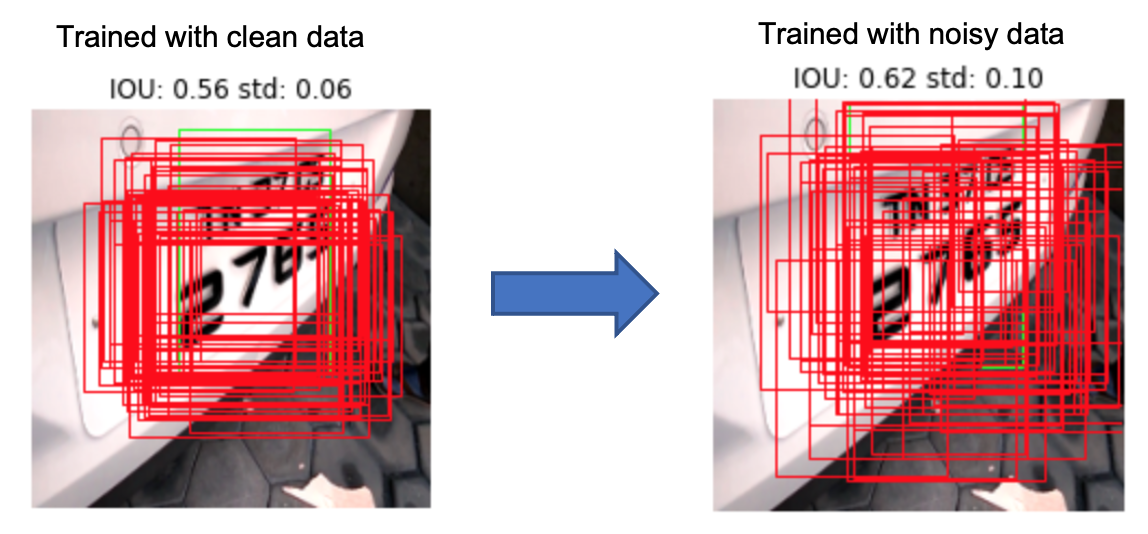 Trained with clean data
IOU: 0.56 std: 0.06
Trained with noisy data
IOU: 0.62 std: 0.10